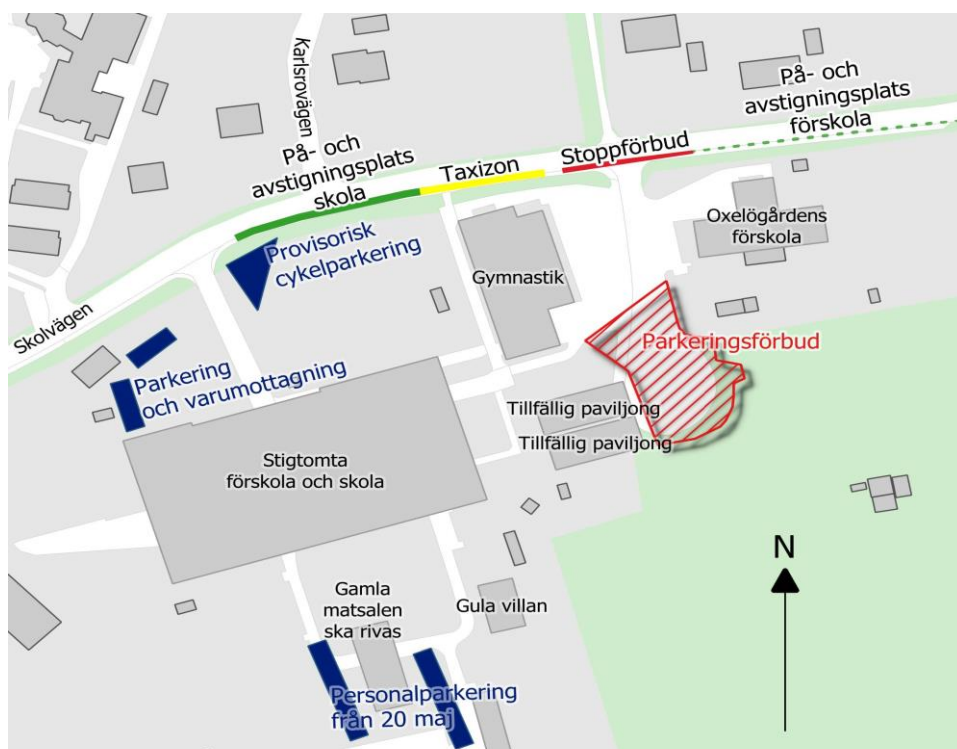 Karlsrovägen
På- och
avstigningsplats
skola
Taxizon
Stoppförbud
På- och
avstigningsplats
förskola
Skolvägen
Provisorisk
cykelparkering
Oxelögårdens
förskola
Gymnastik
Parkeringsförbud
Parkering
och varumottagning
Tillfällig paviljong
Tillfällig paviljong
Stigtomta
förskola och skola
N
Gamla
matsalen
ska rivas
Gula villan
Personalparkering
från 20 maj